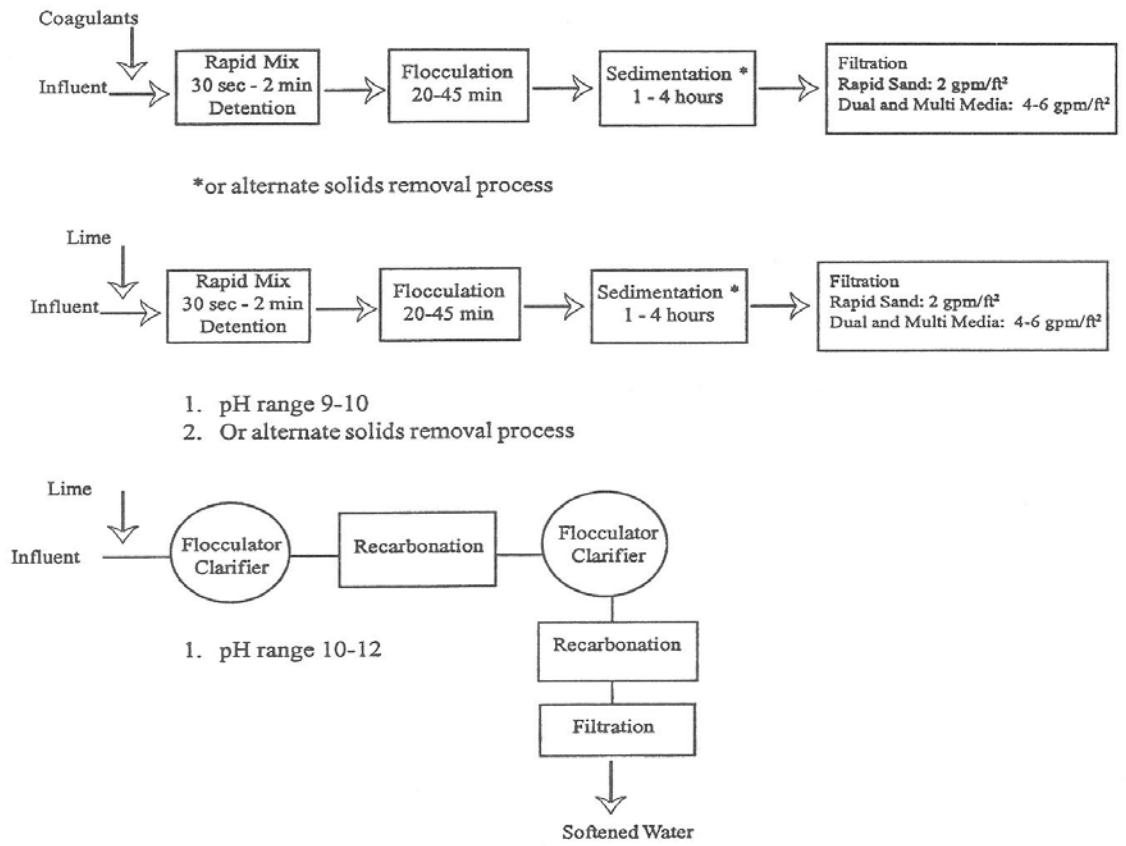 Coagulants
Influent
Rapid Mix
30 sec - 2 min
Detention
Flocculation
20-45 min
Sedimentation *
1 - 4 hours
Filtration
Rapid Sand: 2 gpm/ft²
Dual and Multi Media: 4-6 gpm/ft²
*or alternate solids removal process
Lime
Influent
Rapid Mix
30 sec - 2 min
Detention
Flocculation
20-45 min
Sedimentation *
1 - 4 hours
Filtration
Rapid Sand: 2 gpm/ft²
Dual and Multi Media: 4-6 gpm/ft²
1. pH range 9-10
2. Or alternate solids removal process
Lime
Influent
Flocculator
Clarifier
Recarbonation
Flocculator
Clarifier
1. pH range 10-12
Recarbonation
Filtration
Softened Water